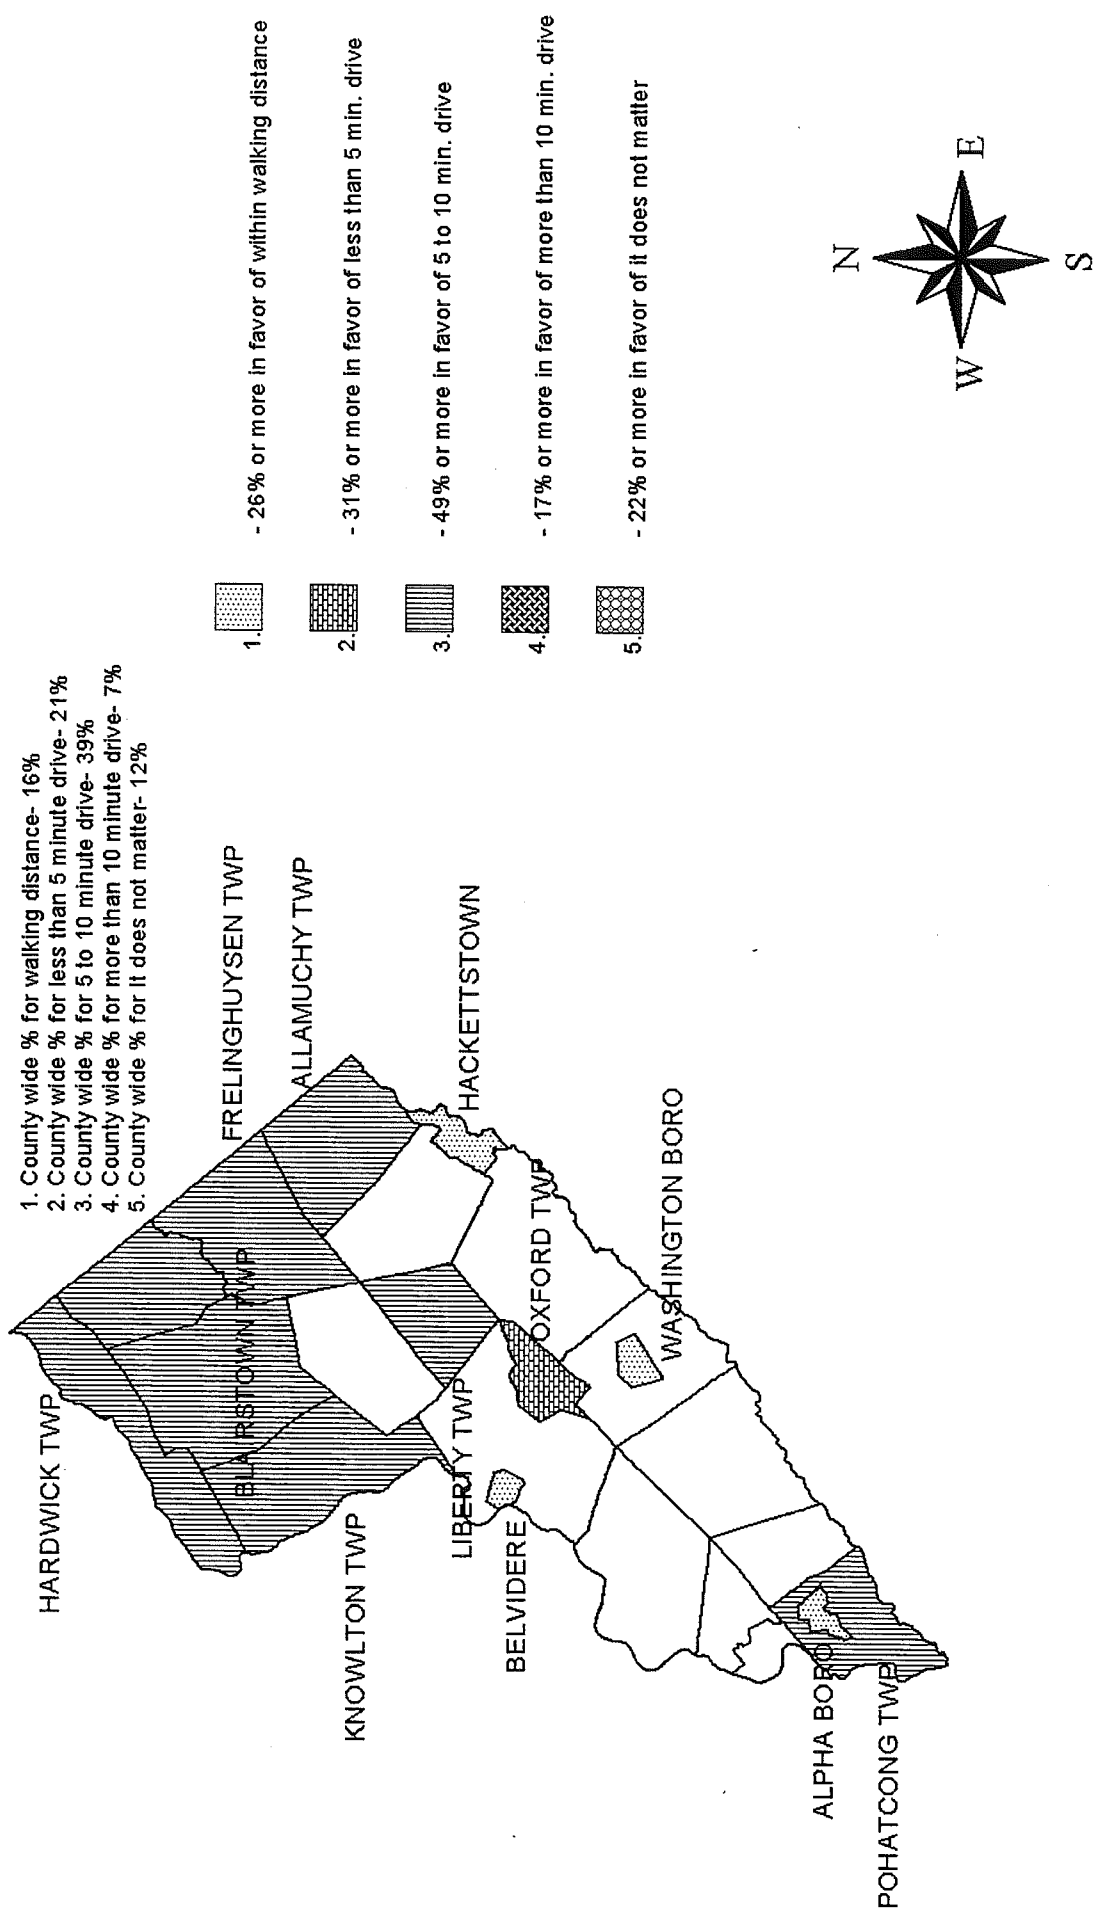 1. County wide % for walking distance- 16%
2. County wide % for less than 5 minute drive- 21%
3. County wide % for 5 to 10 minute drive- 39%
4. County wide % for more than 10 minute drive- 7%
5. County wide % for It does not matter- 12%
HARDWICK TWP
FRELINGHUYSEN TWP
BLAIRSTOWN TWP
ALLAMUCHY TWP
KNOWLTON TWP
HACKETTSTOWN
LIBERTY TWP
BELVIDERE
OXFORD TWP
WASHINGTON BORO
ALPHA BORO
POHATCONG TWP
1. - 26% or more in favor of within walking distance
2. - 31% or more in favor of less than 5 min. drive
3. - 49% or more in favor of 5 to 10 min. drive
4. - 17% or more in favor of more than 10 min. drive
5. - 22% or more in favor of it does not matter
N
W E
S